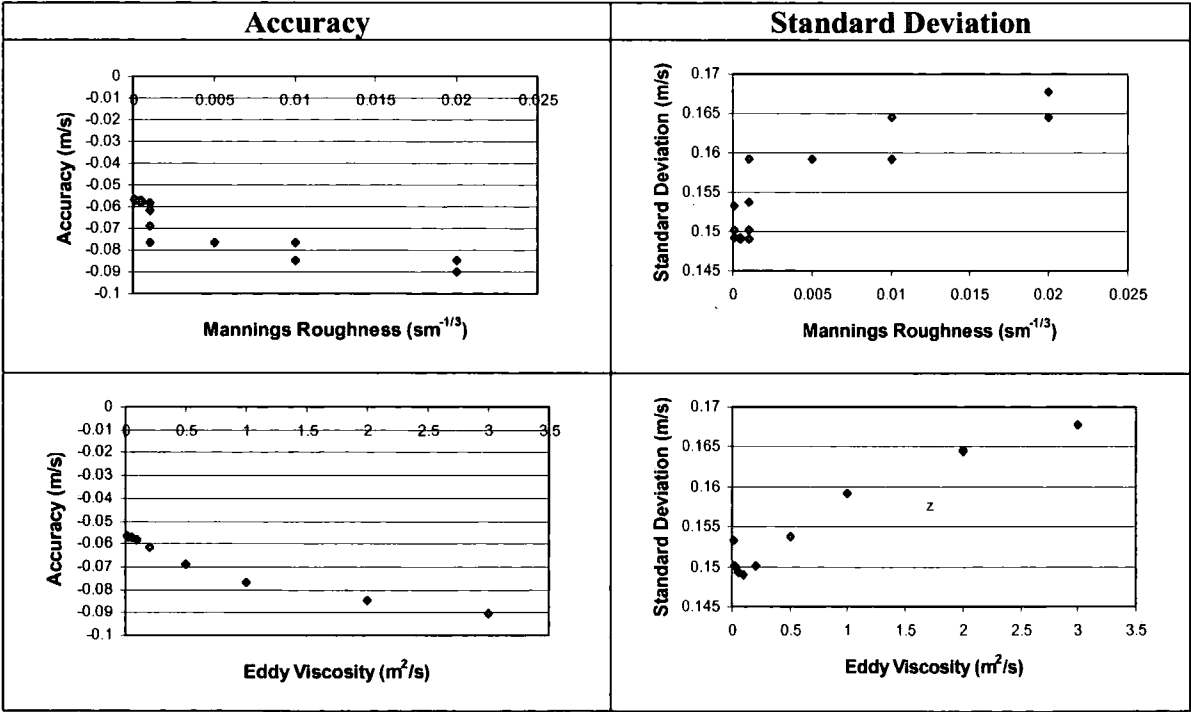 Accuracy
Standard Deviation
0
-0.01
-0.02
-0.03
-0.04
-0.05
-0.06
-0.07
-0.08
-0.09
-0.1
0 0.005 0.01 0.015 0.02 0.025
Accuracy (m/s)
Mannings Roughness (sm-1/3)
0.17
0.165
0.16
0.155
0.15
0.145
0 0.005 0.01 0.015 0.02 0.025
Standard Deviation (m/s)
Mannings Roughness (sm-1/3)
0
-0.01
-0.02
-0.03
-0.04
-0.05
-0.06
-0.07
-0.08
-0.09
-0.1
0 0.5 1 1.5 2 2.5 3 3.5
Accuracy (m/s)
Eddy Viscosity (m2/s)
0.17
0.165
0.16
0.155
0.15
0.145
z
0 0.5 1 1.5 2 2.5 3 3.5
Standard Deviation (m/s)
Eddy Viscosity (m2/s)